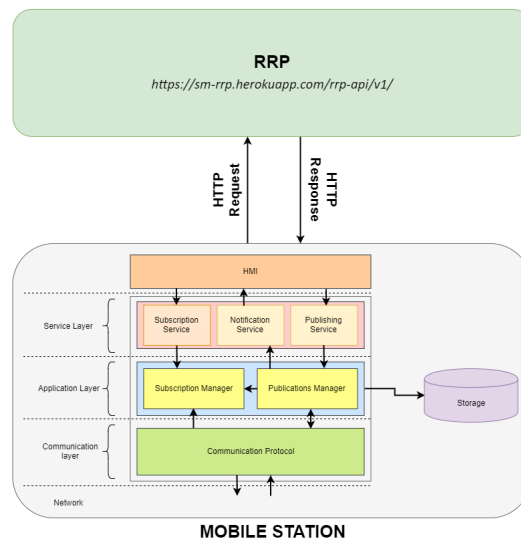 RRP
https://sm-rrp.herokuapp.com/rrp-api/v1/
HTTP
Request
HTTP
Response
HMI
Service Layer
Subscription
Service
Notification
Service
Publishing
Service
Application Layer
Subscription Manager
Publications Manager
Storage
Communication
layer
Communication Protocol
Network
MOBILE STATION